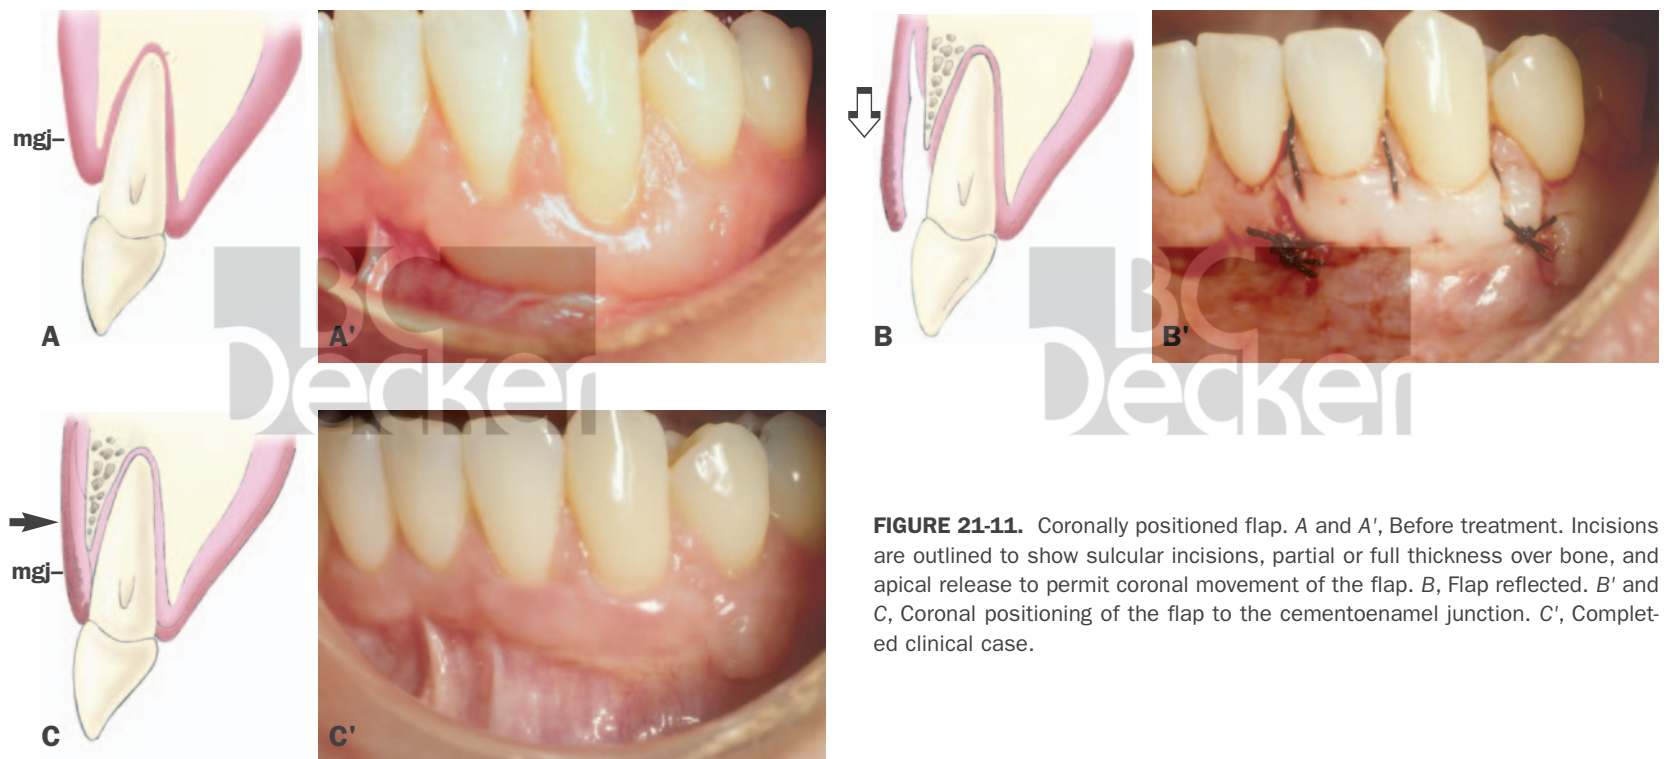 mgj–
A
A'
B
B'
BC
Decker
BC
Decker
mgj–
C
C'
FIGURE 21-11. Coronally positioned flap. A and A', Before treatment. Incisions
are outlined to show sulcular incisions, partial or full thickness over bone, and
apical release to permit coronal movement of the flap. B, Flap reflected. B' and
C, Coronal positioning of the flap to the cementoenamel junction. C', Complet-
ed clinical case.